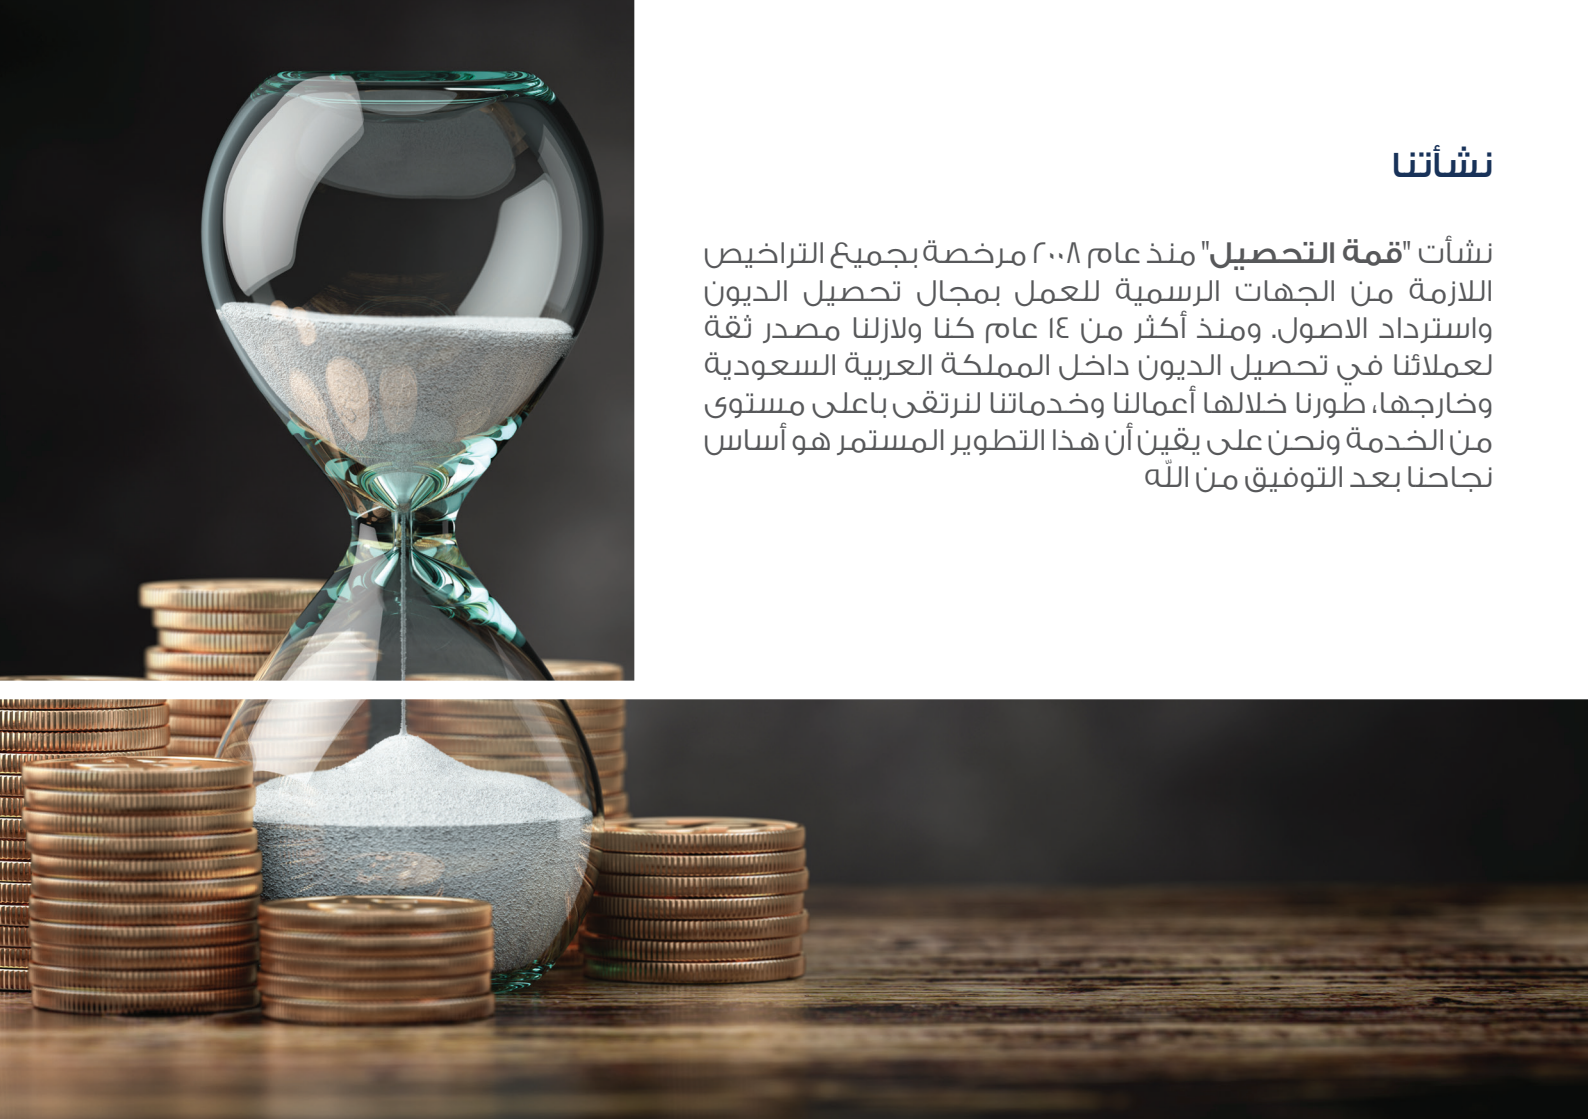 نشأتنا
نشأت "قمة التحصيل" منذ عام ٢٠٠٨ مرخصة بجميع التراخيص
اللازمة من الجهات الرسمية للعمل بمجال تحصيل الديون
واسترداد الاصول. ومنذ أكثر من ١٤ عام كنا ولازلنا مصدر ثقة
لعملائنا في تحصيل الديون داخل المملكة العربية السعودية
وخارجها، طورنا خلالها أعمالنا وخدماتنا لنرتقى باعلى مستوى
من الخدمة ونحن على يقين أن هذا التطوير المستمر هو أساس
نجاحنا بعد التوفيق من اللّه